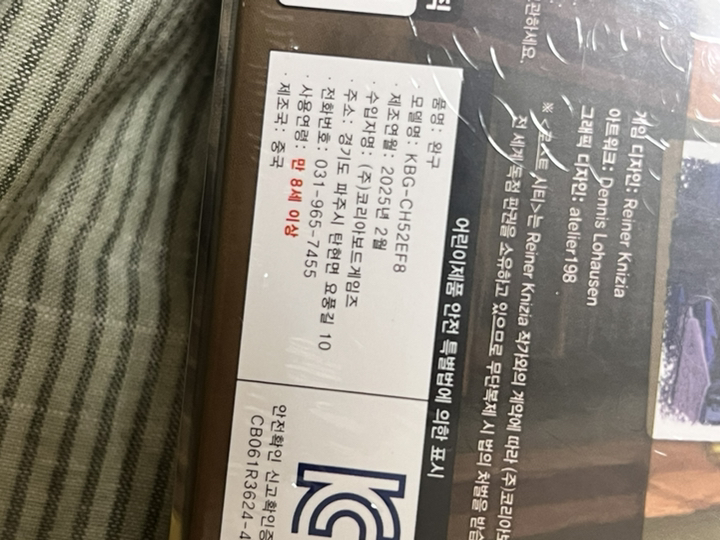 관하세요.
게임 디자인: Reiner Knizia
아트워크: Dennis Lohausen
그래픽 디자인: atelier198
※ <로스트 시티>는 Reiner Knizia 작가와의 계약에 따라 (주)코리아보
전 세계 독점 판권을 소유하고 있으므로 무단복제 시 법의 처벌을 받습
어린이제품 안전 특별법에 의한 표시
품명: 완구
· 모델명: KBG-CH52EF8
· 제조연월: 2025년 2월
· 수입자명: (주)코리아보드게임즈
· 주소: 경기도 파주시 탄현면 요풍길 10
· 전화번호: 031-965-7455
· 사용연령: 만 8세 이상
· 제조국: 중국
안전확인 신고확인증
CB061R3624-4